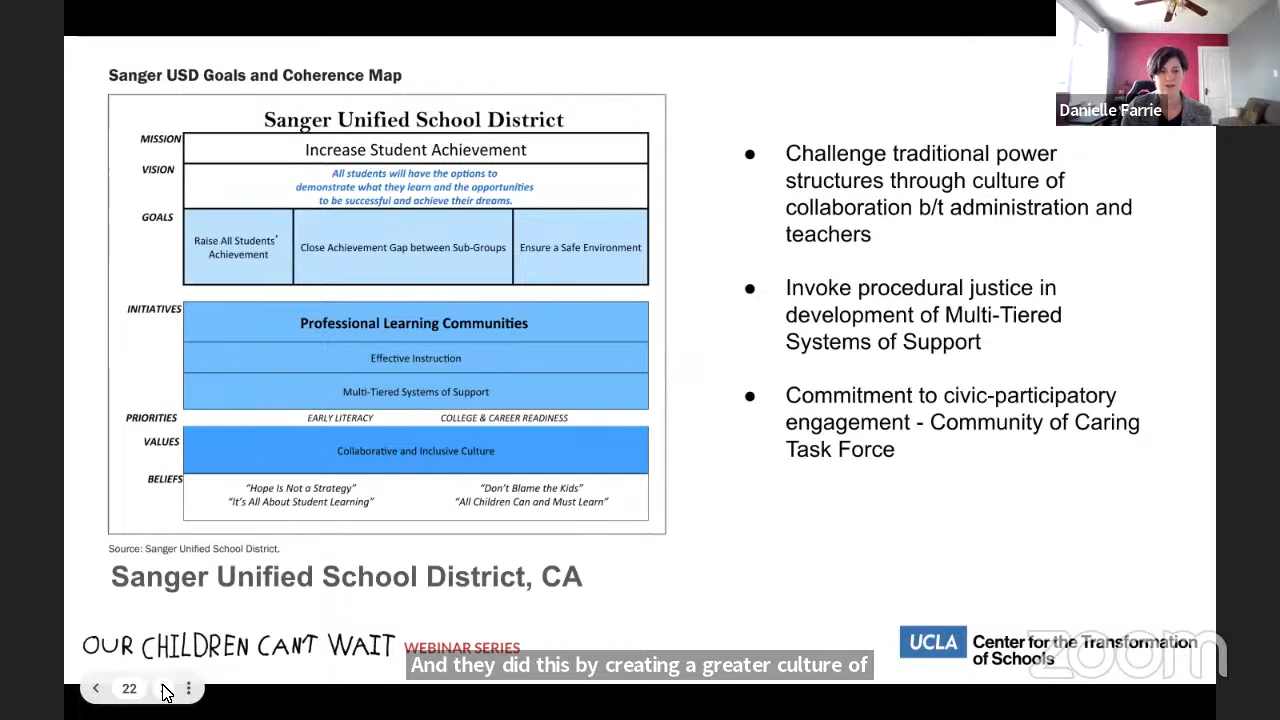 Danielle Farrie
Sanger USD Goals and Coherence Map
Sanger Unified School District
MISSION
Increase Student Achievement
VISION
All students will have the options to
demonstrate what they learn and the opportunities
to be successful and achieve their dreams.
GOALS
Raise All Students'
Achievement
Close Achievement Gap between Sub-Groups
Ensure a Safe Environment
INITIATIVES
Professional Learning Communities
Effective Instruction
Multi-Tiered Systems of Support
PRIORITIES
EARLY LITERACY
COLLEGE & CAREER READINESS
VALUES
Collaborative and Inclusive Culture
BELIEFS
“Hope Is Not a Strategy”
“Don’t Blame the Kids”
“It’s All About Student Learning”
“All Children Can and Must Learn”
Source: Sanger Unified School District.
Sanger Unified School District, CA
● Challenge traditional power
structures through culture of
collaboration b/t administration and
teachers
● Invoke procedural justice in
development of Multi-Tiered
Systems of Support
● Commitment to civic-participatory
engagement - Community of Caring
Task Force
OUR CHILDREN CAN'T WAIT WEBINAR SERIES
UCLA Center for the Transformation
of Schools
zoom
And they did this by creating a greater culture of
22